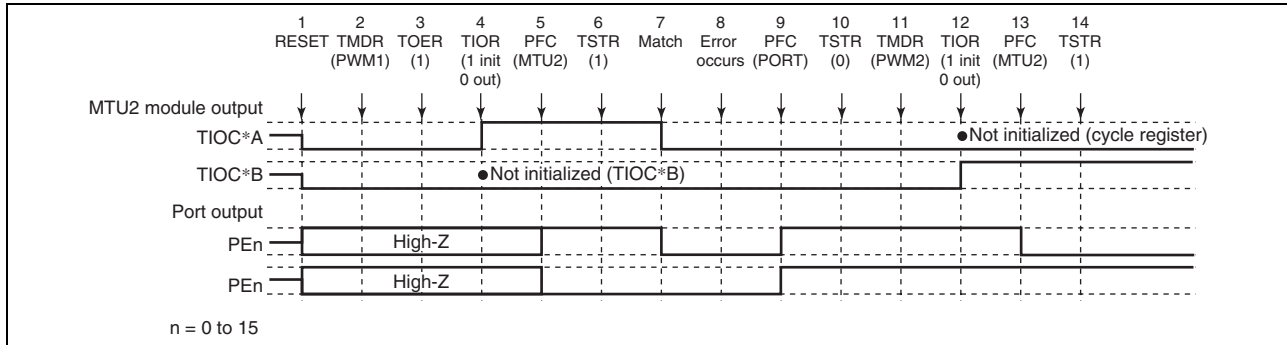 1 2 3 4 5 6 7 8 9 10 11 12 13 14
RESET TMDR TOER TIOR PFC TSTR Match Error PFC TSTR TMDR TIOR PFC TSTR
(PWM1) (1) (1 init (MTU2) (1) occurs (PORT) (0) (PWM2) (1 init (MTU2) (1)
0 out) 0 out)
MTU2 module output
TIOC*A ●Not initialized (cycle register)
TIOC*B ●Not initialized (TIOC*B)
Port output
PEn High-Z
PEn High-Z
n = 0 to 15